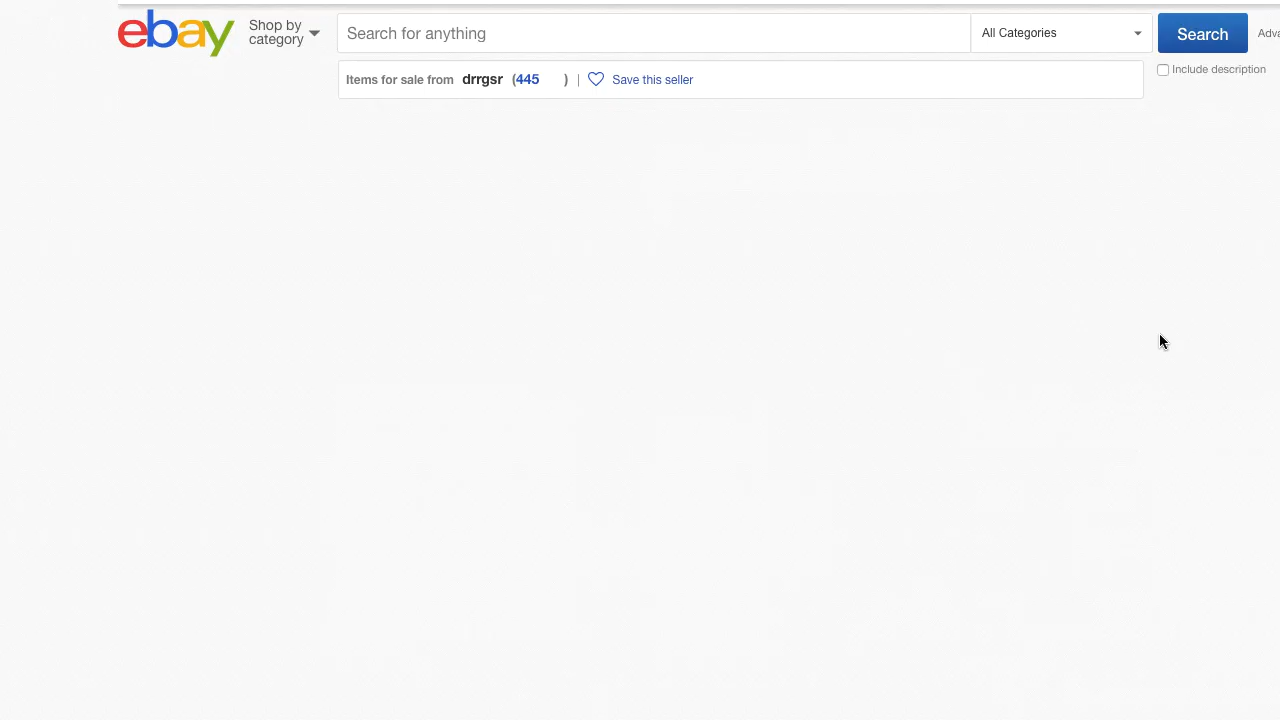 ebay
Shop by
category
Search for anything
All Categories
Search
Adva
Items for sale from drrgsr (445 ) | Save this seller
Include description